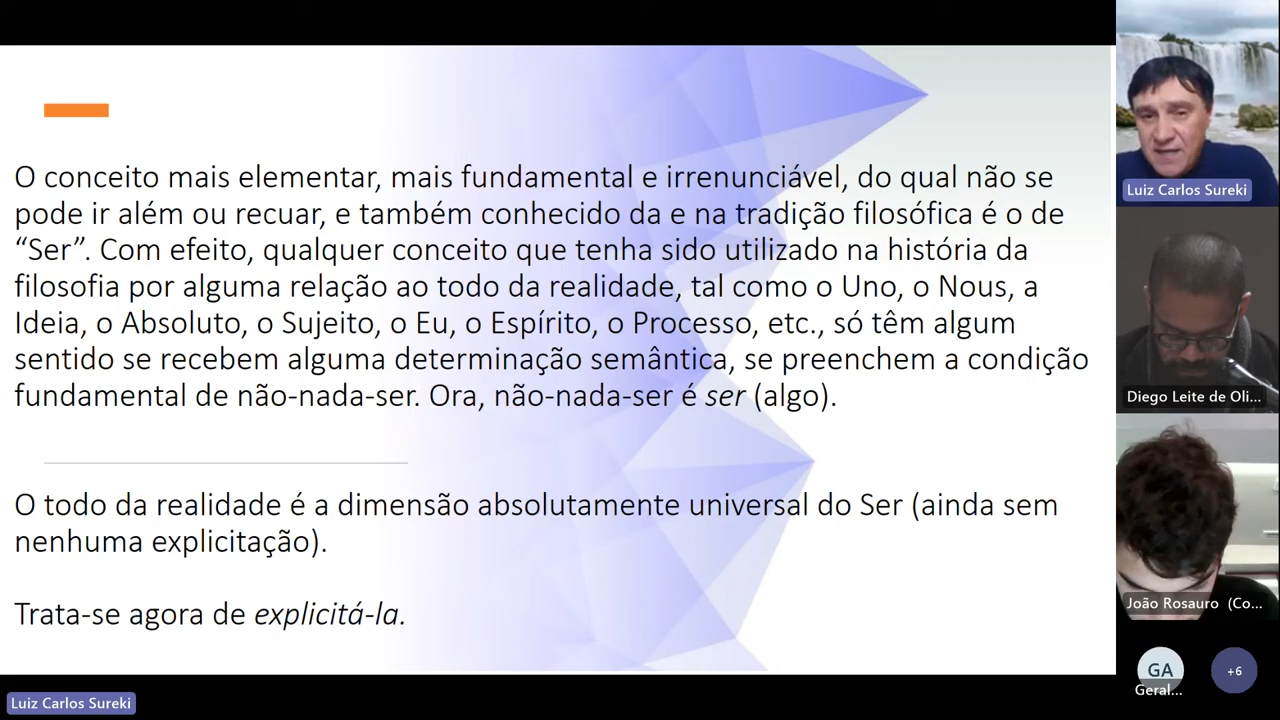 O conceito mais elementar, mais fundamental e irrenunciável, do qual não se
pode ir além ou recuar, e também conhecido da e na tradição filosófica é o de
“Ser”. Com efeito, qualquer conceito que tenha sido utilizado na história da
filosofia por alguma relação ao todo da realidade, tal como o Uno, o Nous, a
Ideia, o Absoluto, o Sujeito, o Eu, o Espírito, o Processo, etc., só têm algum
sentido se recebem alguma determinação semântica, se preenchem a condição
fundamental de não-nada-ser. Ora, não-nada-ser é ser (algo).
O todo da realidade é a dimensão absolutamente universal do Ser (ainda sem
nenhuma explicitação).
Trata-se agora de explicitá-la.
Luiz Carlos Sureki
Diego Leite de Oli...
João Rosauro (Co...
GA
Geral...
+6
Luiz Carlos Sureki